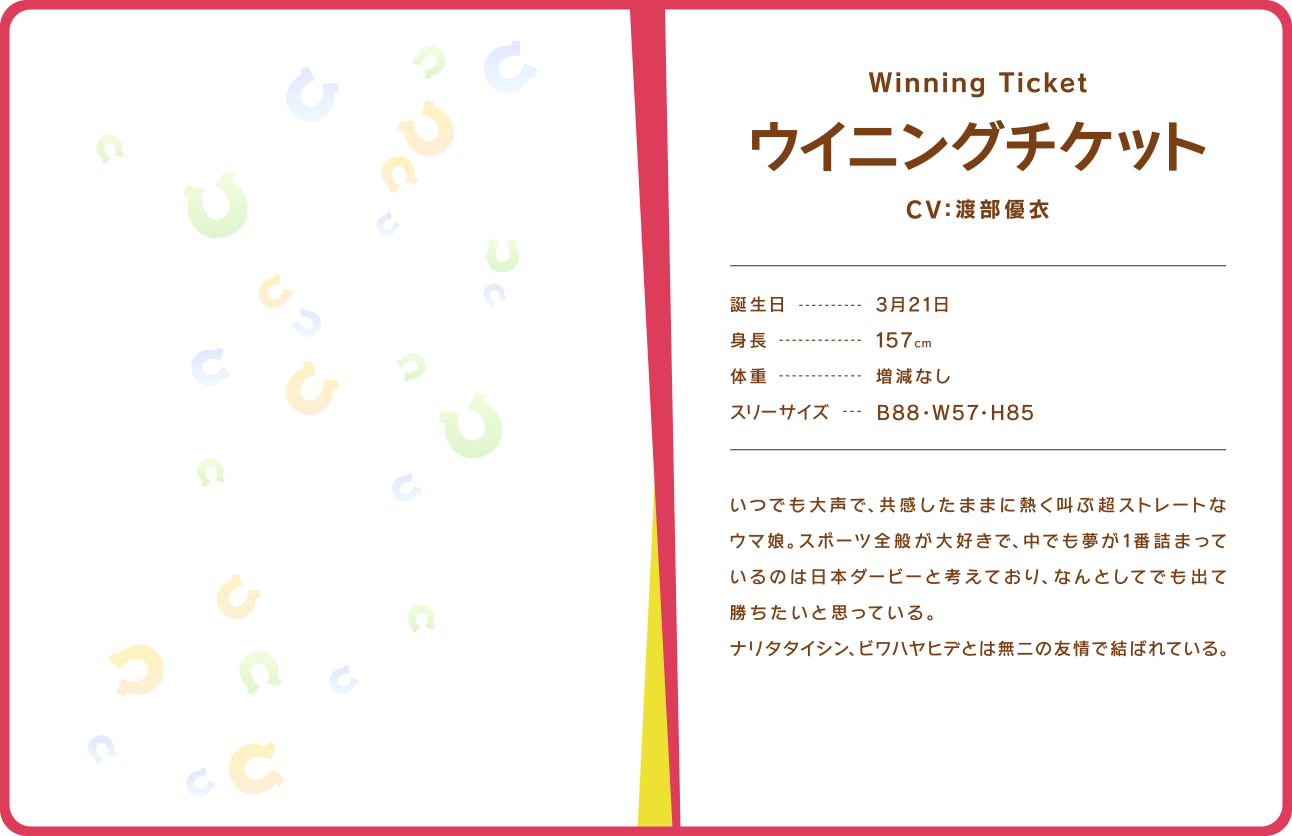 Winning Ticket
ウイニングチケット
CV:渡部優衣
誕生日 ---------- 3月21日
身長 ------------- 157cm
体重 ------------- 増減なし
スリーサイズ --- B88・W57・H85
いつでも大声で、共感したままに熱く叫ぶ超ストレートな
ウマ娘。スポーツ全般が大好きで、中でも夢が1番詰まって
いるのは日本ダービーと考えており、なんとしてでも出て
勝ちたいと思っている。
ナリタタイシン、ビワハヤヒデとは無二の友情で結ばれている。